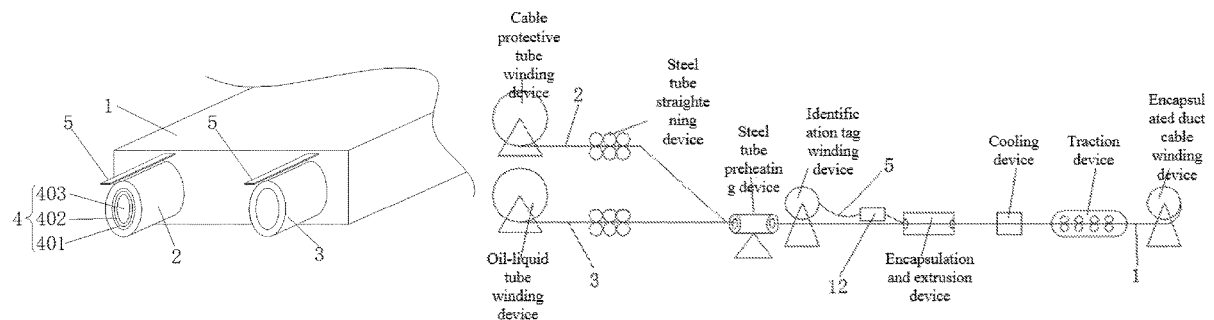 1
5
5
403
4
402
401
2
3
Cable
protective
tube
winding
device
2
Steel
tube
straighte
ning
device
Oil-liquid
tube
winding
device
3
Steel
tube
preheatin
g device
Identific
ation tag
winding
device
5
12
Encapsulation
and extrusion
device
Cooling
device
Traction
device
Encapsul
ated duct
cable
winding
device
1